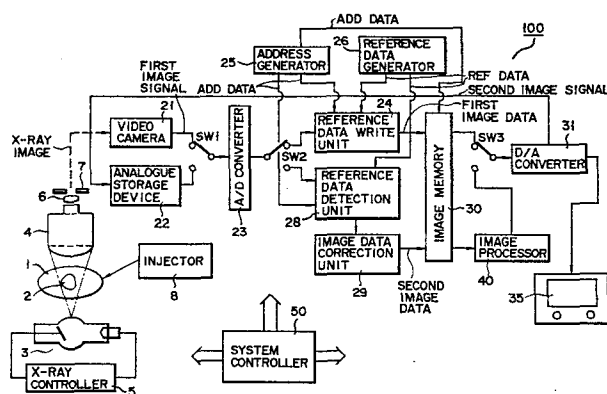 ADD DATA
25
ADDRESS
GENERATOR
26
REFERENCE
DATA
GENERATOR
100
FIRST
IMAGE
SIGNAL
ADD DATA
REF DATA
SECOND IMAGE SIGNAL
FIRST
IMAGE DATA
X-RAY
IMAGE
21
VIDEO
CAMERA
SW1
A/D CONVERTER
23
SW2
24
REFERENCE
DATA WRITE
UNIT
SW3
31
D/A
CONVERTER
7
6
ANALOGUE
STORAGE
DEVICE
22
REFERENCE
DATA
DETECTION
UNIT
28
IMAGE MEMORY
30
4
1
2
INJECTOR
8
IMAGE DATA
CORRECTION
UNIT
29
SECOND
IMAGE DATA
IMAGE
PROCESSOR
40
35
3
X-RAY
CONTROLLER
5
50
SYSTEM
CONTROLLER